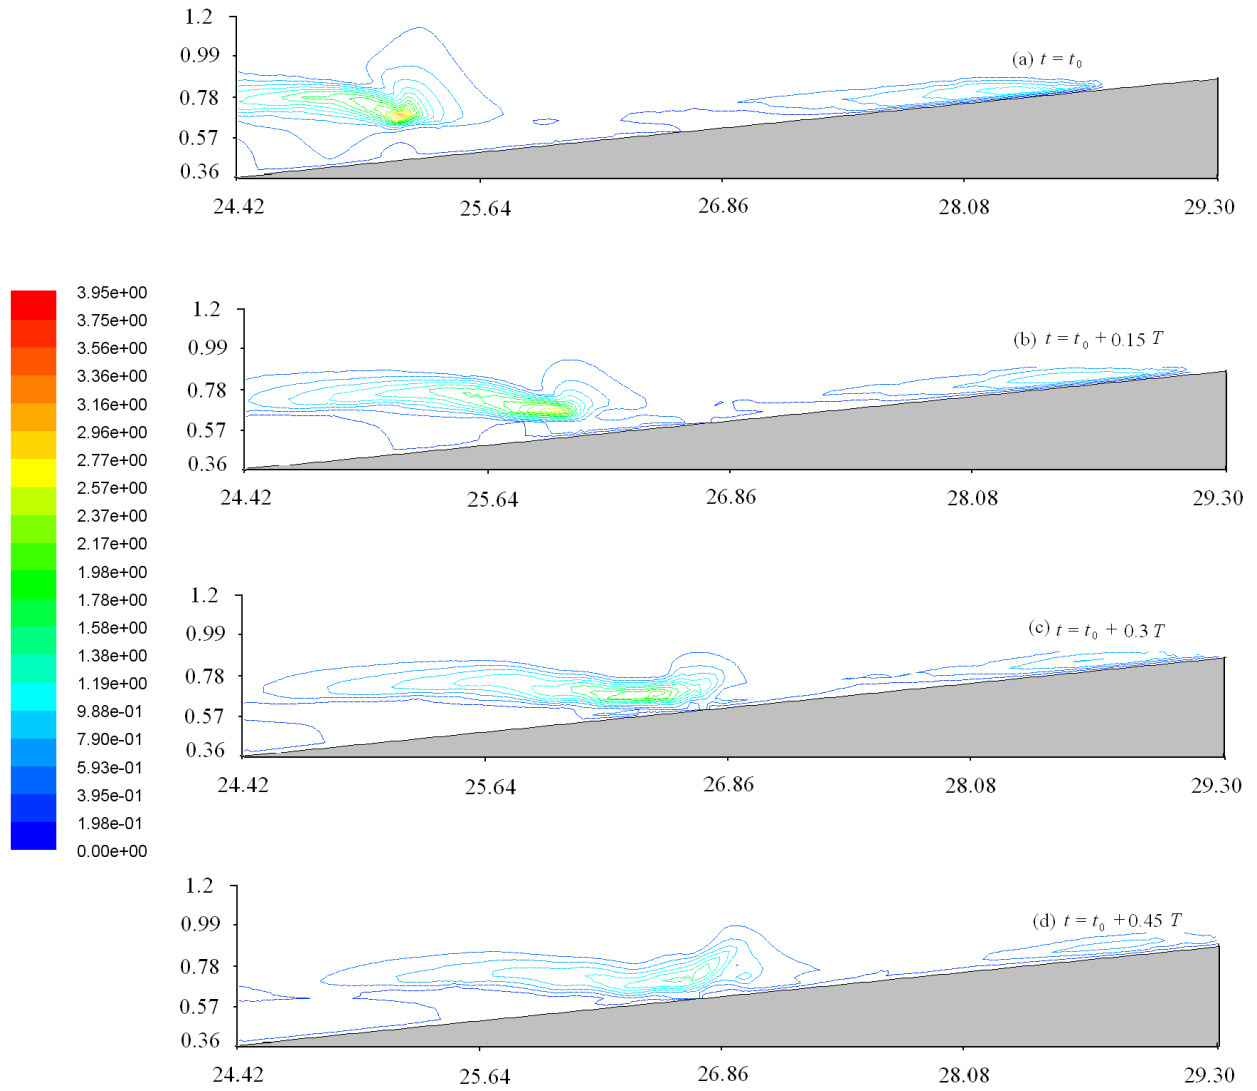 1.2
0.99
(a) t = t₀
0.78
0.57
0.36
24.42 25.64 26.86 28.08 29.30
3.95e+00
3.75e+00
3.56e+00
3.36e+00
3.16e+00
2.96e+00
2.77e+00
2.57e+00
2.37e+00
2.17e+00
1.98e+00
1.78e+00
1.58e+00
1.38e+00
1.19e+00
9.88e-01
7.90e-01
5.93e-01
3.95e-01
1.98e-01
0.00e+00
1.2
(b) t = t₀ + 0.15 T
0.99
0.78
0.57
0.36
24.42 25.64 26.86 28.08 29.30
1.2
(c) t = t₀ + 0.3 T
0.99
0.78
0.57
0.36
24.42 25.64 26.86 28.08 29.30
1.2
(d) t = t₀ + 0.45 T
0.99
0.78
0.57
0.36
24.42 25.64 26.86 28.08 29.30